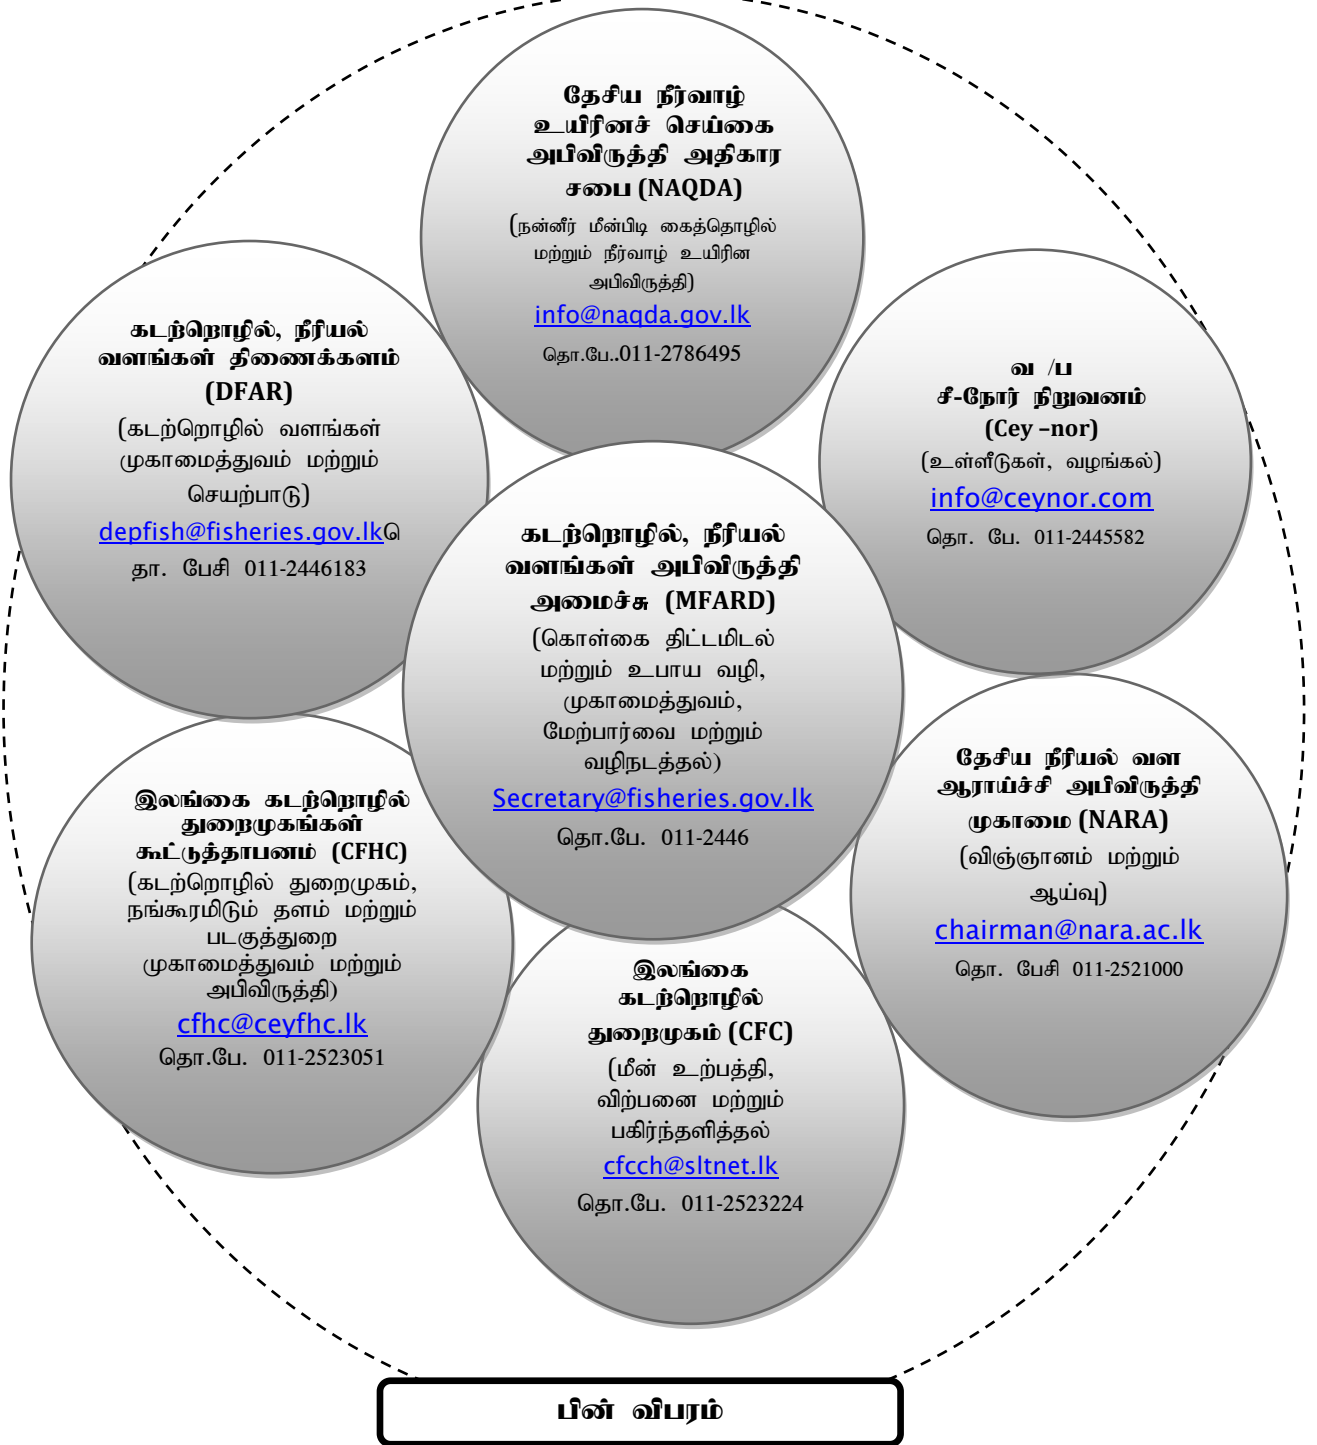 தேசிய நீர்வாழ்
உயிரினச் செய்கை
அபிவிருத்தி அதிகார
சபை (NAQDA)
(நன்னீர் மீன்பிடி கைத்தொழில்
மற்றும் நீர்வாழ் உயிரின
அபிவிருத்தி)
info@naqda.gov.lk
தொ.பே..011-2786495
கடற்றொழில், நீரியல்
வளங்கள் திணைக்களம்
(DFAR)
(கடற்றொழில் வளங்கள்
முகாமைத்துவம் மற்றும்
செயற்பாடு)
depfish@fisheries.gov.lkதெ
தா. பேசி 011-2446183
வ /ப
சீ-நோர் நிறுவனம்
(Cey –nor)
(உள்ளீடுகள், வழங்கல்)
info@ceynor.com
தொ. பே. 011-2445582
கடற்றொழில், நீரியல்
வளங்கள் அபிவிருத்தி
அமைச்சு (MFARD)
(கொள்கை திட்டமிடல்
மற்றும் உபாய வழி,
முகாமைத்துவம்,
மேற்பார்வை மற்றும்
வழிநடத்தல்)
Secretary@fisheries.gov.lk
தொ.பே. 011-2446
இலங்கை கடற்றொழில்
துறைமுகங்கள்
கூட்டுத்தாபனம் (CFHC)
(கடற்றொழில் துறைமுகம்,
நங்கூரமிடும் தளம் மற்றும்
படகுத்துறை
முகாமைத்துவம் மற்றும்
அபிவிருத்தி)
cfhc@ceyfhc.lk
தொ.பே. 011-2523051
தேசிய நீரியல் வள
ஆராய்ச்சி அபிவிருத்தி
முகாமை (NARA)
(விஞ்ஞானம் மற்றும்
ஆய்வு)
chairman@nara.ac.lk
தொ. பேசி 011-2521000
இலங்கை
கடற்றொழில்
துறைமுகம் (CFC)
(மீன் உற்பத்தி,
விற்பனை மற்றும்
பகிர்ந்தளித்தல்
cfcch@sltnet.lk
தொ.பே. 011-2523224
பின் விபரம்